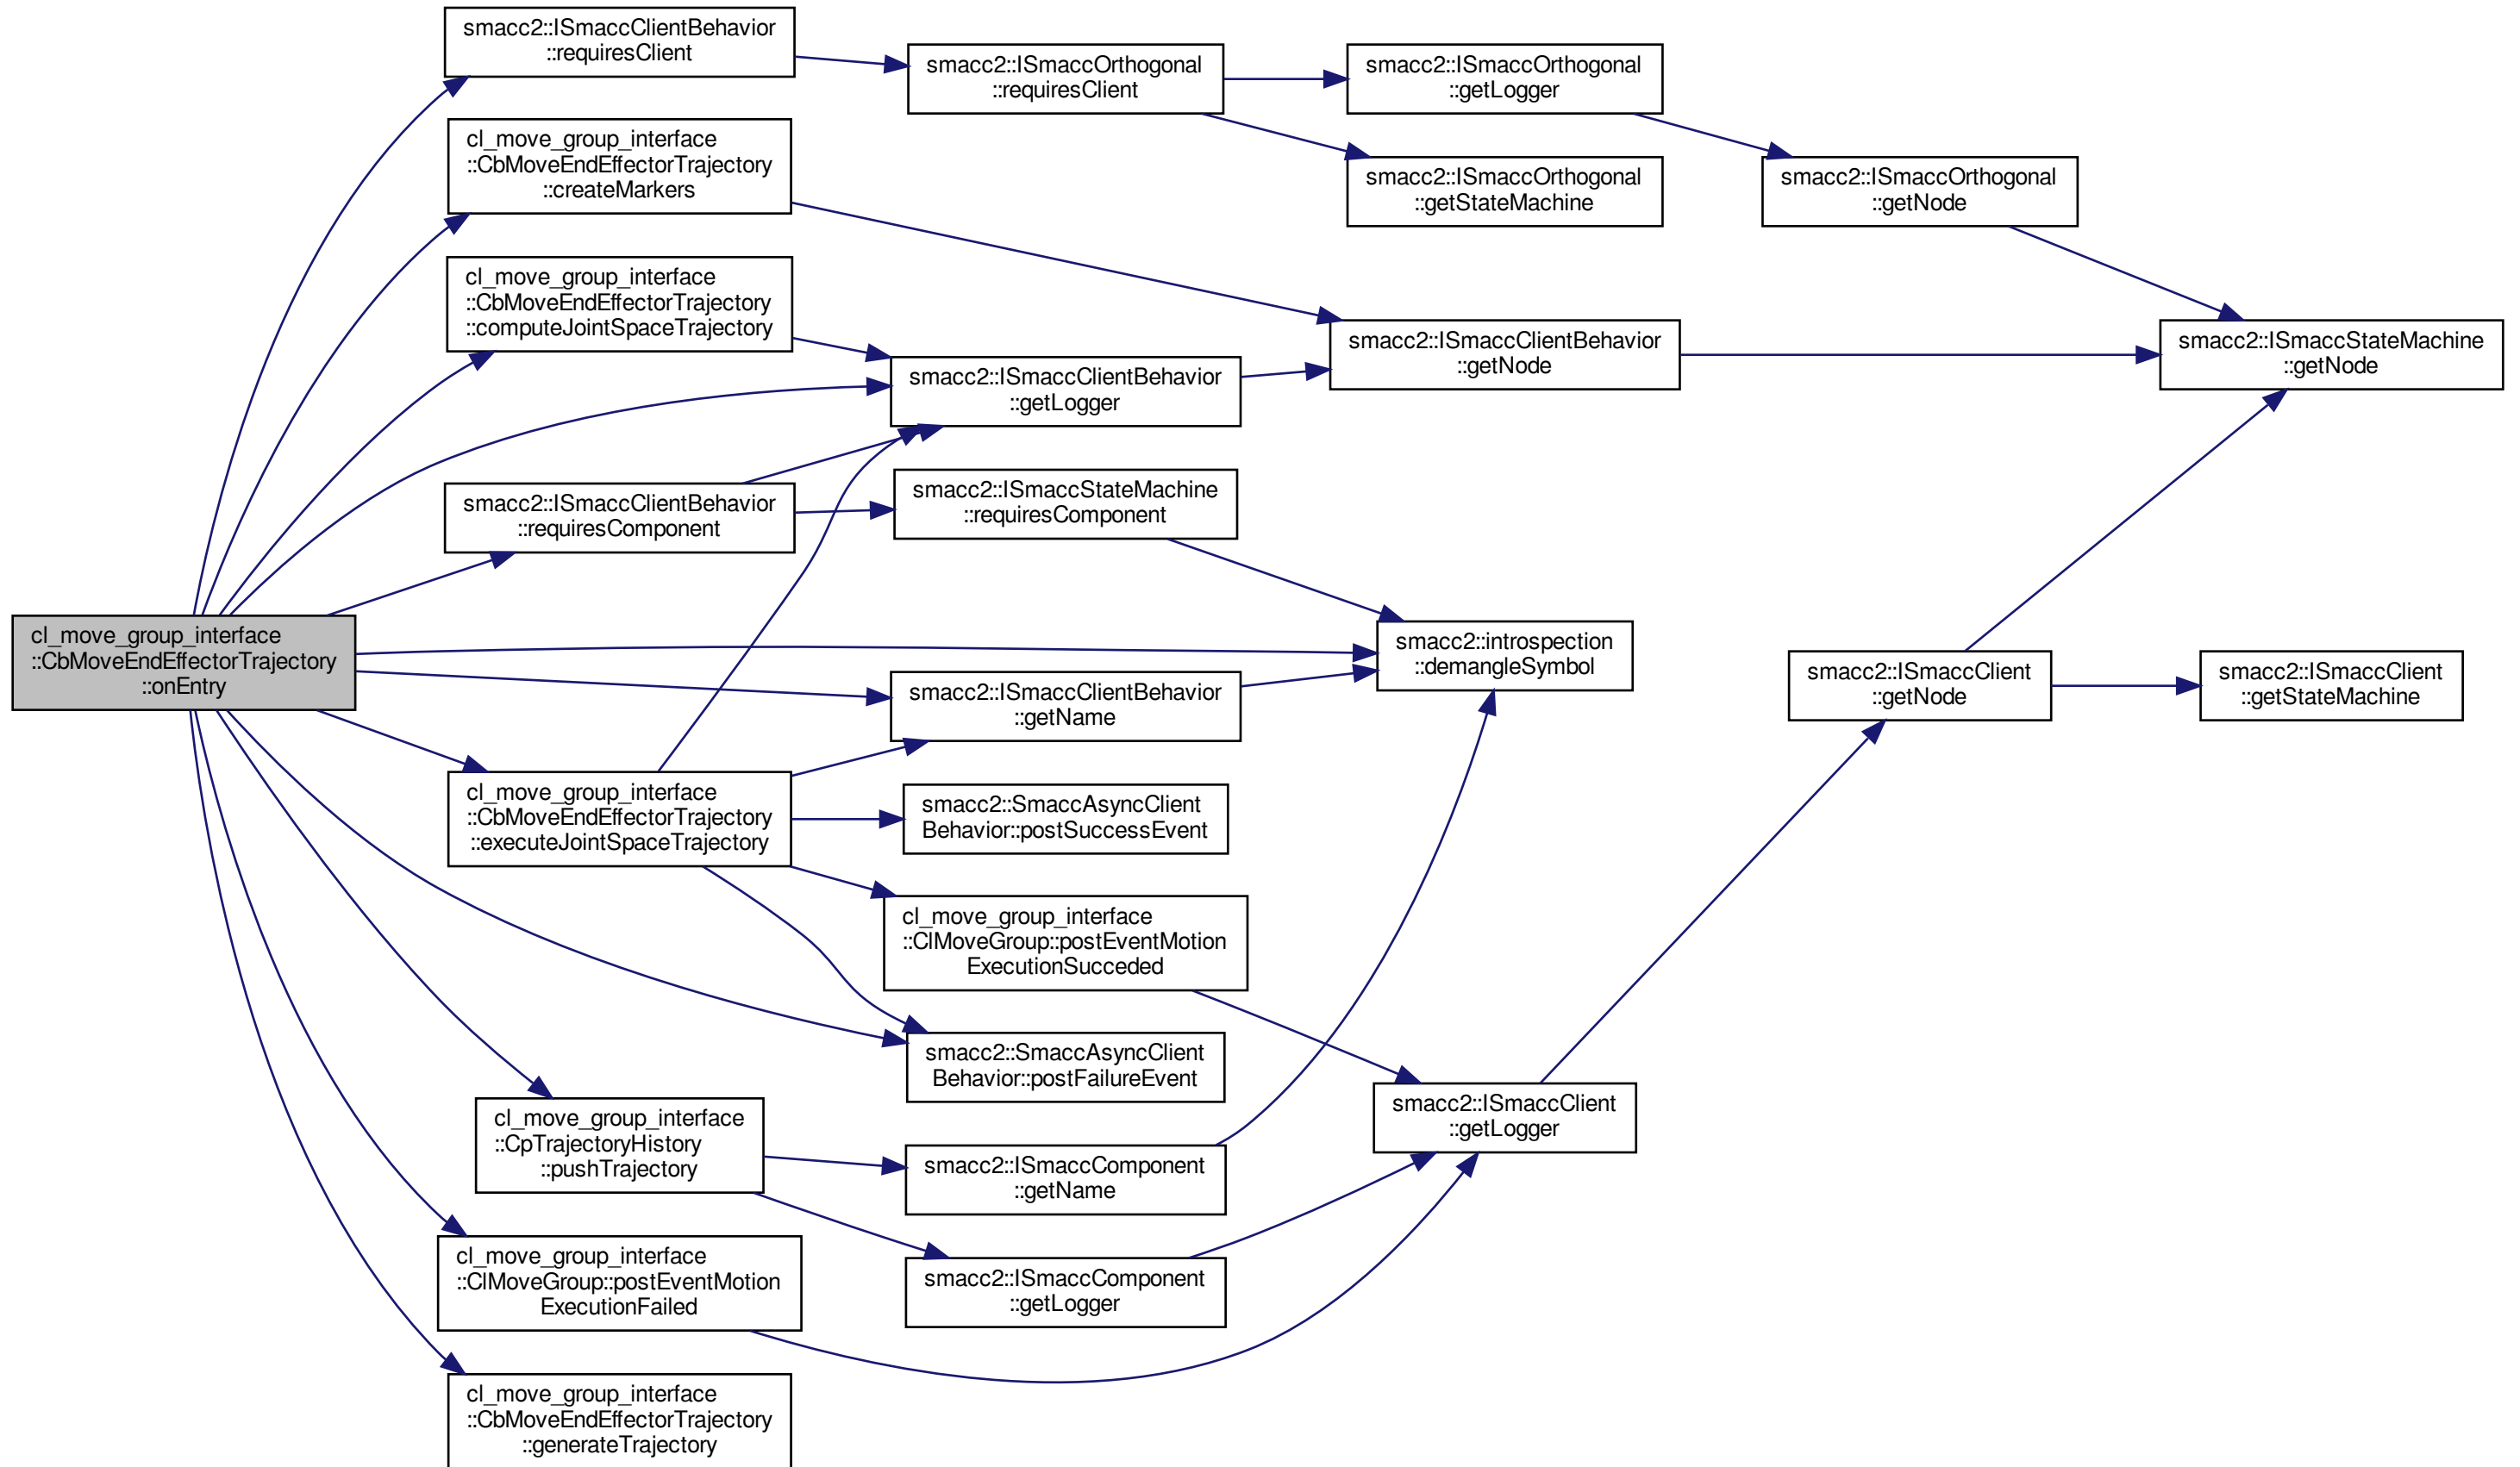 smacc2::ISmaccClientBehavior
::requiresClient
smacc2::ISmaccOrthogonal
::requiresClient
smacc2::ISmaccOrthogonal
::getLogger
cl_move_group_interface
::CbMoveEndEffectorTrajectory
::createMarkers
smacc2::ISmaccOrthogonal
::getStateMachine
smacc2::ISmaccOrthogonal
::getNode
cl_move_group_interface
::CbMoveEndEffectorTrajectory
::computeJointSpaceTrajectory
smacc2::ISmaccClientBehavior
::getLogger
smacc2::ISmaccClientBehavior
::getNode
smacc2::ISmaccStateMachine
::getNode
smacc2::ISmaccClientBehavior
::requiresComponent
smacc2::ISmaccStateMachine
::requiresComponent
cl_move_group_interface
::CbMoveEndEffectorTrajectory
::onEntry
smacc2::introspection
::demangleSymbol
smacc2::ISmaccClientBehavior
::getName
smacc2::ISmaccClient
::getNode
smacc2::ISmaccClient
::getStateMachine
cl_move_group_interface
::CbMoveEndEffectorTrajectory
::executeJointSpaceTrajectory
smacc2::SmaccAsyncClient
Behavior::postSuccessEvent
cl_move_group_interface
::ClMoveGroup::postEventMotion
ExecutionSucceded
smacc2::SmaccAsyncClient
Behavior::postFailureEvent
cl_move_group_interface
::CpTrajectoryHistory
::pushTrajectory
smacc2::ISmaccComponent
::getName
smacc2::ISmaccClient
::getLogger
cl_move_group_interface
::ClMoveGroup::postEventMotion
ExecutionFailed
smacc2::ISmaccComponent
::getLogger
cl_move_group_interface
::CbMoveEndEffectorTrajectory
::generateTrajectory